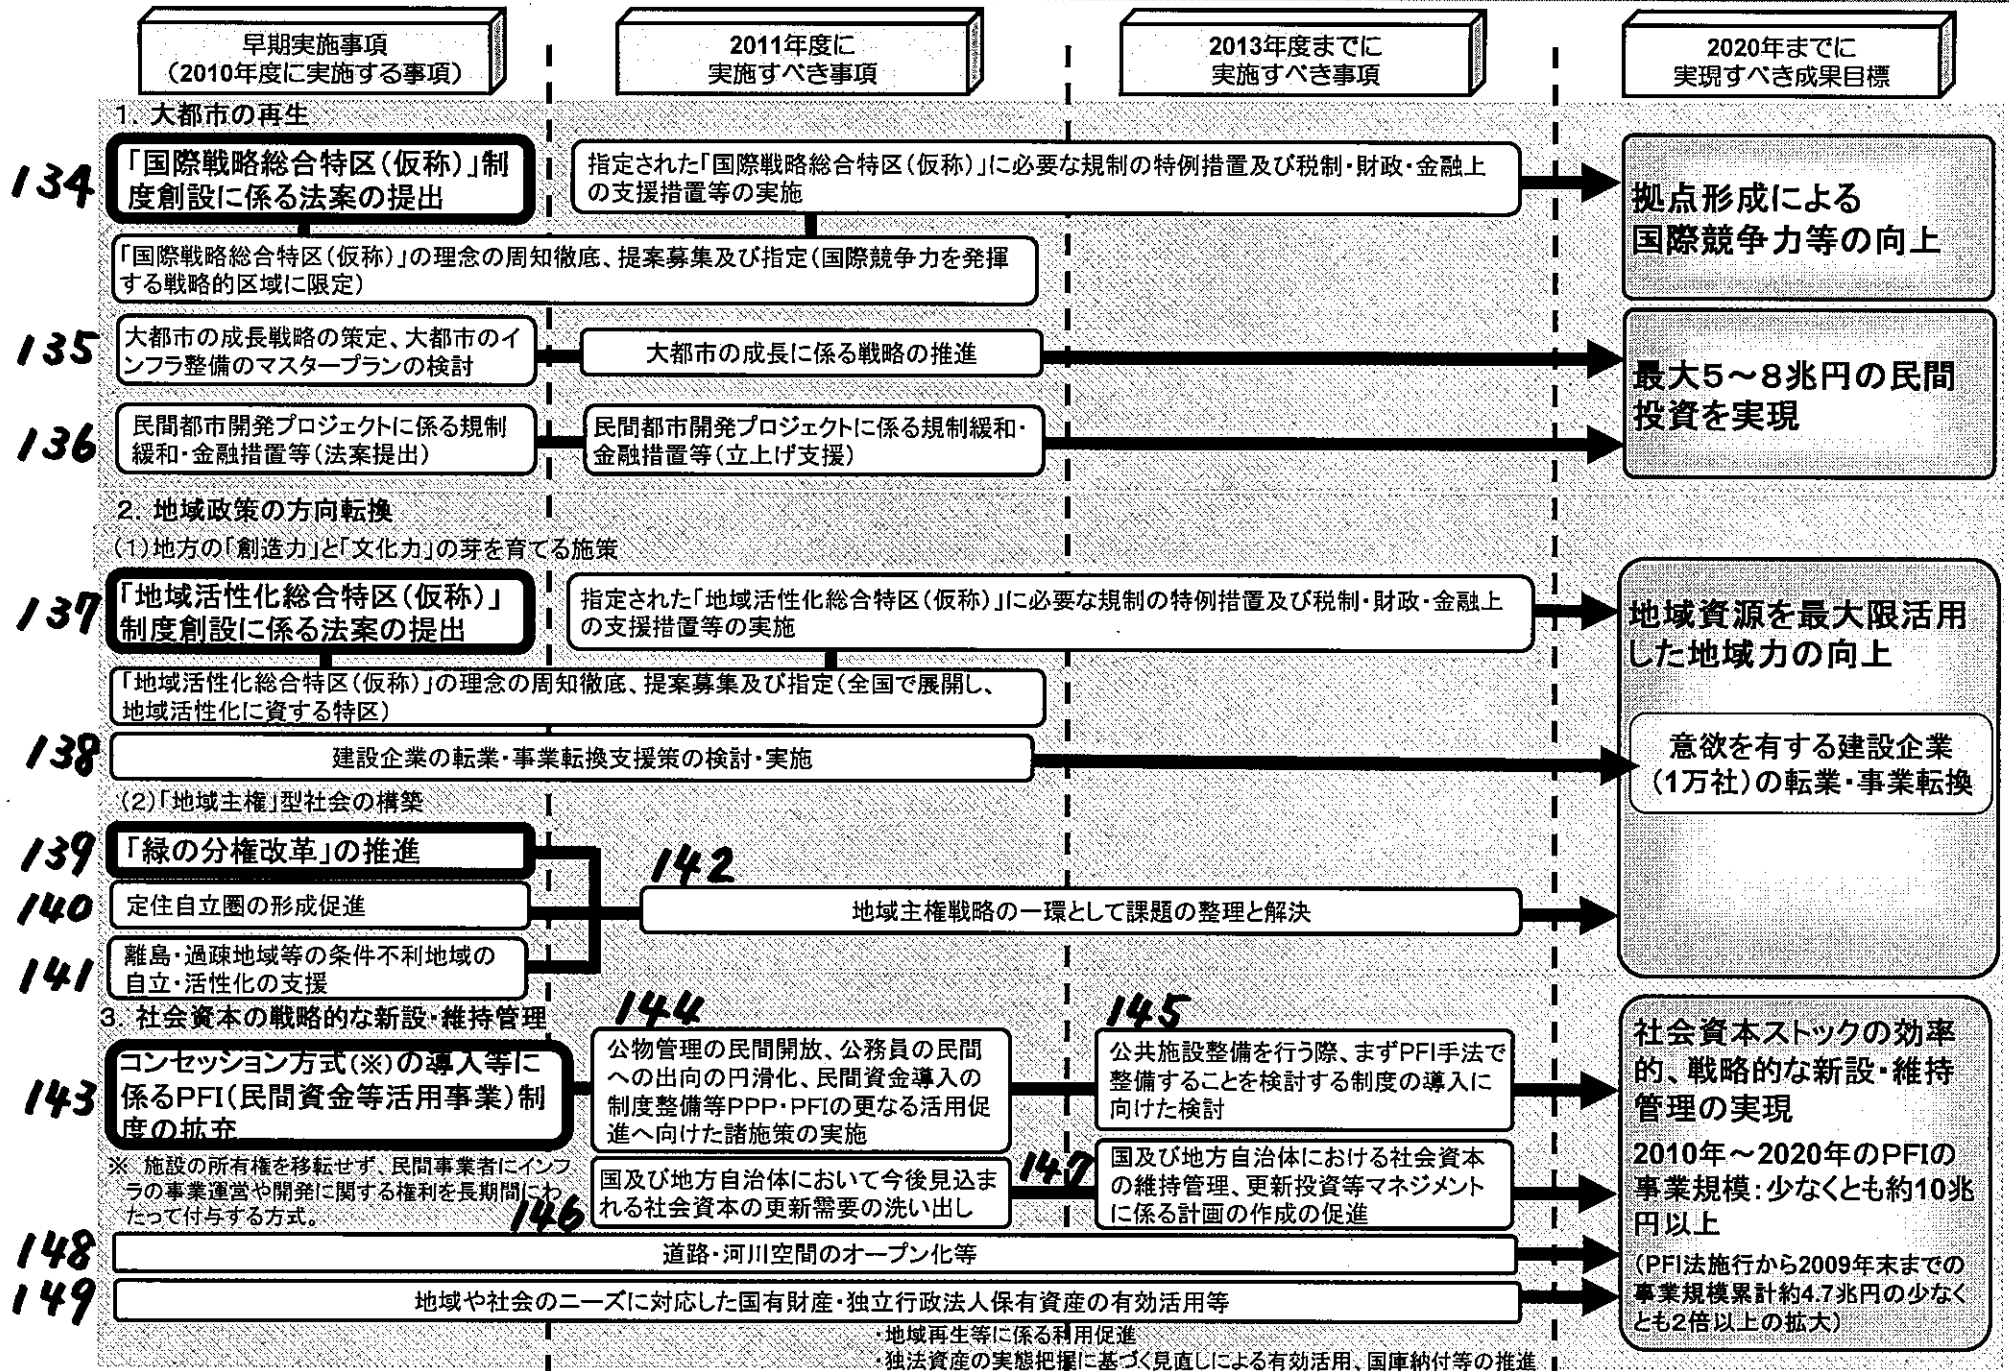 早期実施事項
(2010年度に実施する事項)
2011年度に
実施すべき事項
2013年度までに
実施すべき事項
2020年までに
実現すべき成果目標
1. 大都市の再生
134
「国際戦略総合特区(仮称)」制
度創設に係る法案の提出
指定された「国際戦略総合特区(仮称)」に必要な規制の特例措置及び税制・財政・金融上
の支援措置等の実施
「国際戦略総合特区(仮称)」の理念の周知徹底、提案募集及び指定(国際競争力を発揮
する戦略的区域に限定)
拠点形成による
国際競争力等の向上
135
大都市の成長戦略の策定、大都市のイ
ンフラ整備のマスタープランの検討
大都市の成長に係る戦略の推進
136
民間都市開発プロジェクトに係る規制
緩和・金融措置等(法案提出)
民間都市開発プロジェクトに係る規制緩和・
金融措置等(立上げ支援)
最大5～8兆円の民間
投資を実現
2. 地域政策の方向転換
(1)地方の「創造力」と「文化力」の芽を育てる施策
137
「地域活性化総合特区(仮称)」
制度創設に係る法案の提出
指定された「地域活性化総合特区(仮称)」に必要な規制の特例措置及び税制・財政・金融上
の支援措置等の実施
「地域活性化総合特区(仮称)」の理念の周知徹底、提案募集及び指定(全国で展開し、
地域活性化に資する特区)
地域資源を最大限活用
した地域力の向上
138
建設企業の転業・事業転換支援策の検討・実施
意欲を有する建設企業
(1万社)の転業・事業転換
(2)「地域主権」型社会の構築
139
「緑の分権改革」の推進
140
定住自立圏の形成促進
141
離島・過疎地域等の条件不利地域の
自立・活性化の支援
142
地域主権戦略の一環として課題の整理と解決
3. 社会資本の戦略的な新設・維持管理
143
コンセッション方式(※)の導入等に
係るPFI(民間資金等活用事業)制
度の拡充
※ 施設の所有権を移転せず、民間事業者にインフ
ラの事業運営や開発に関する権利を長期間にわ
たって付与する方式。
144
公物管理の民間開放、公務員の民間
への出向の円滑化、民間資金導入の
制度整備等PPP・PFIの更なる活用促
進へ向けた諸施策の実施
145
公共施設整備を行う際、まずPFI手法で
整備することを検討する制度の導入に
向けた検討
146
国及び地方自治体において今後見込ま
れる社会資本の更新需要の洗い出し
147
国及び地方自治体における社会資本
の維持管理、更新投資等マネジメント
に係る計画の作成の促進
社会資本ストックの効率
的、戦略的な新設・維持
管理の実現
2010年～2020年のPFIの
事業規模：少なくとも約10兆
円以上
(PFI法施行から2009年末までの
事業規模累計約4.7兆円の少なく
とも2倍以上の拡大)
148
道路・河川空間のオープン化等
149
地域や社会のニーズに対応した国有財産・独立行政法人保有資産の有効活用等
・地域再生等に係る利用促進
・独法資産の実態把握に基づく見直しによる有効活用、国庫納付等の推進